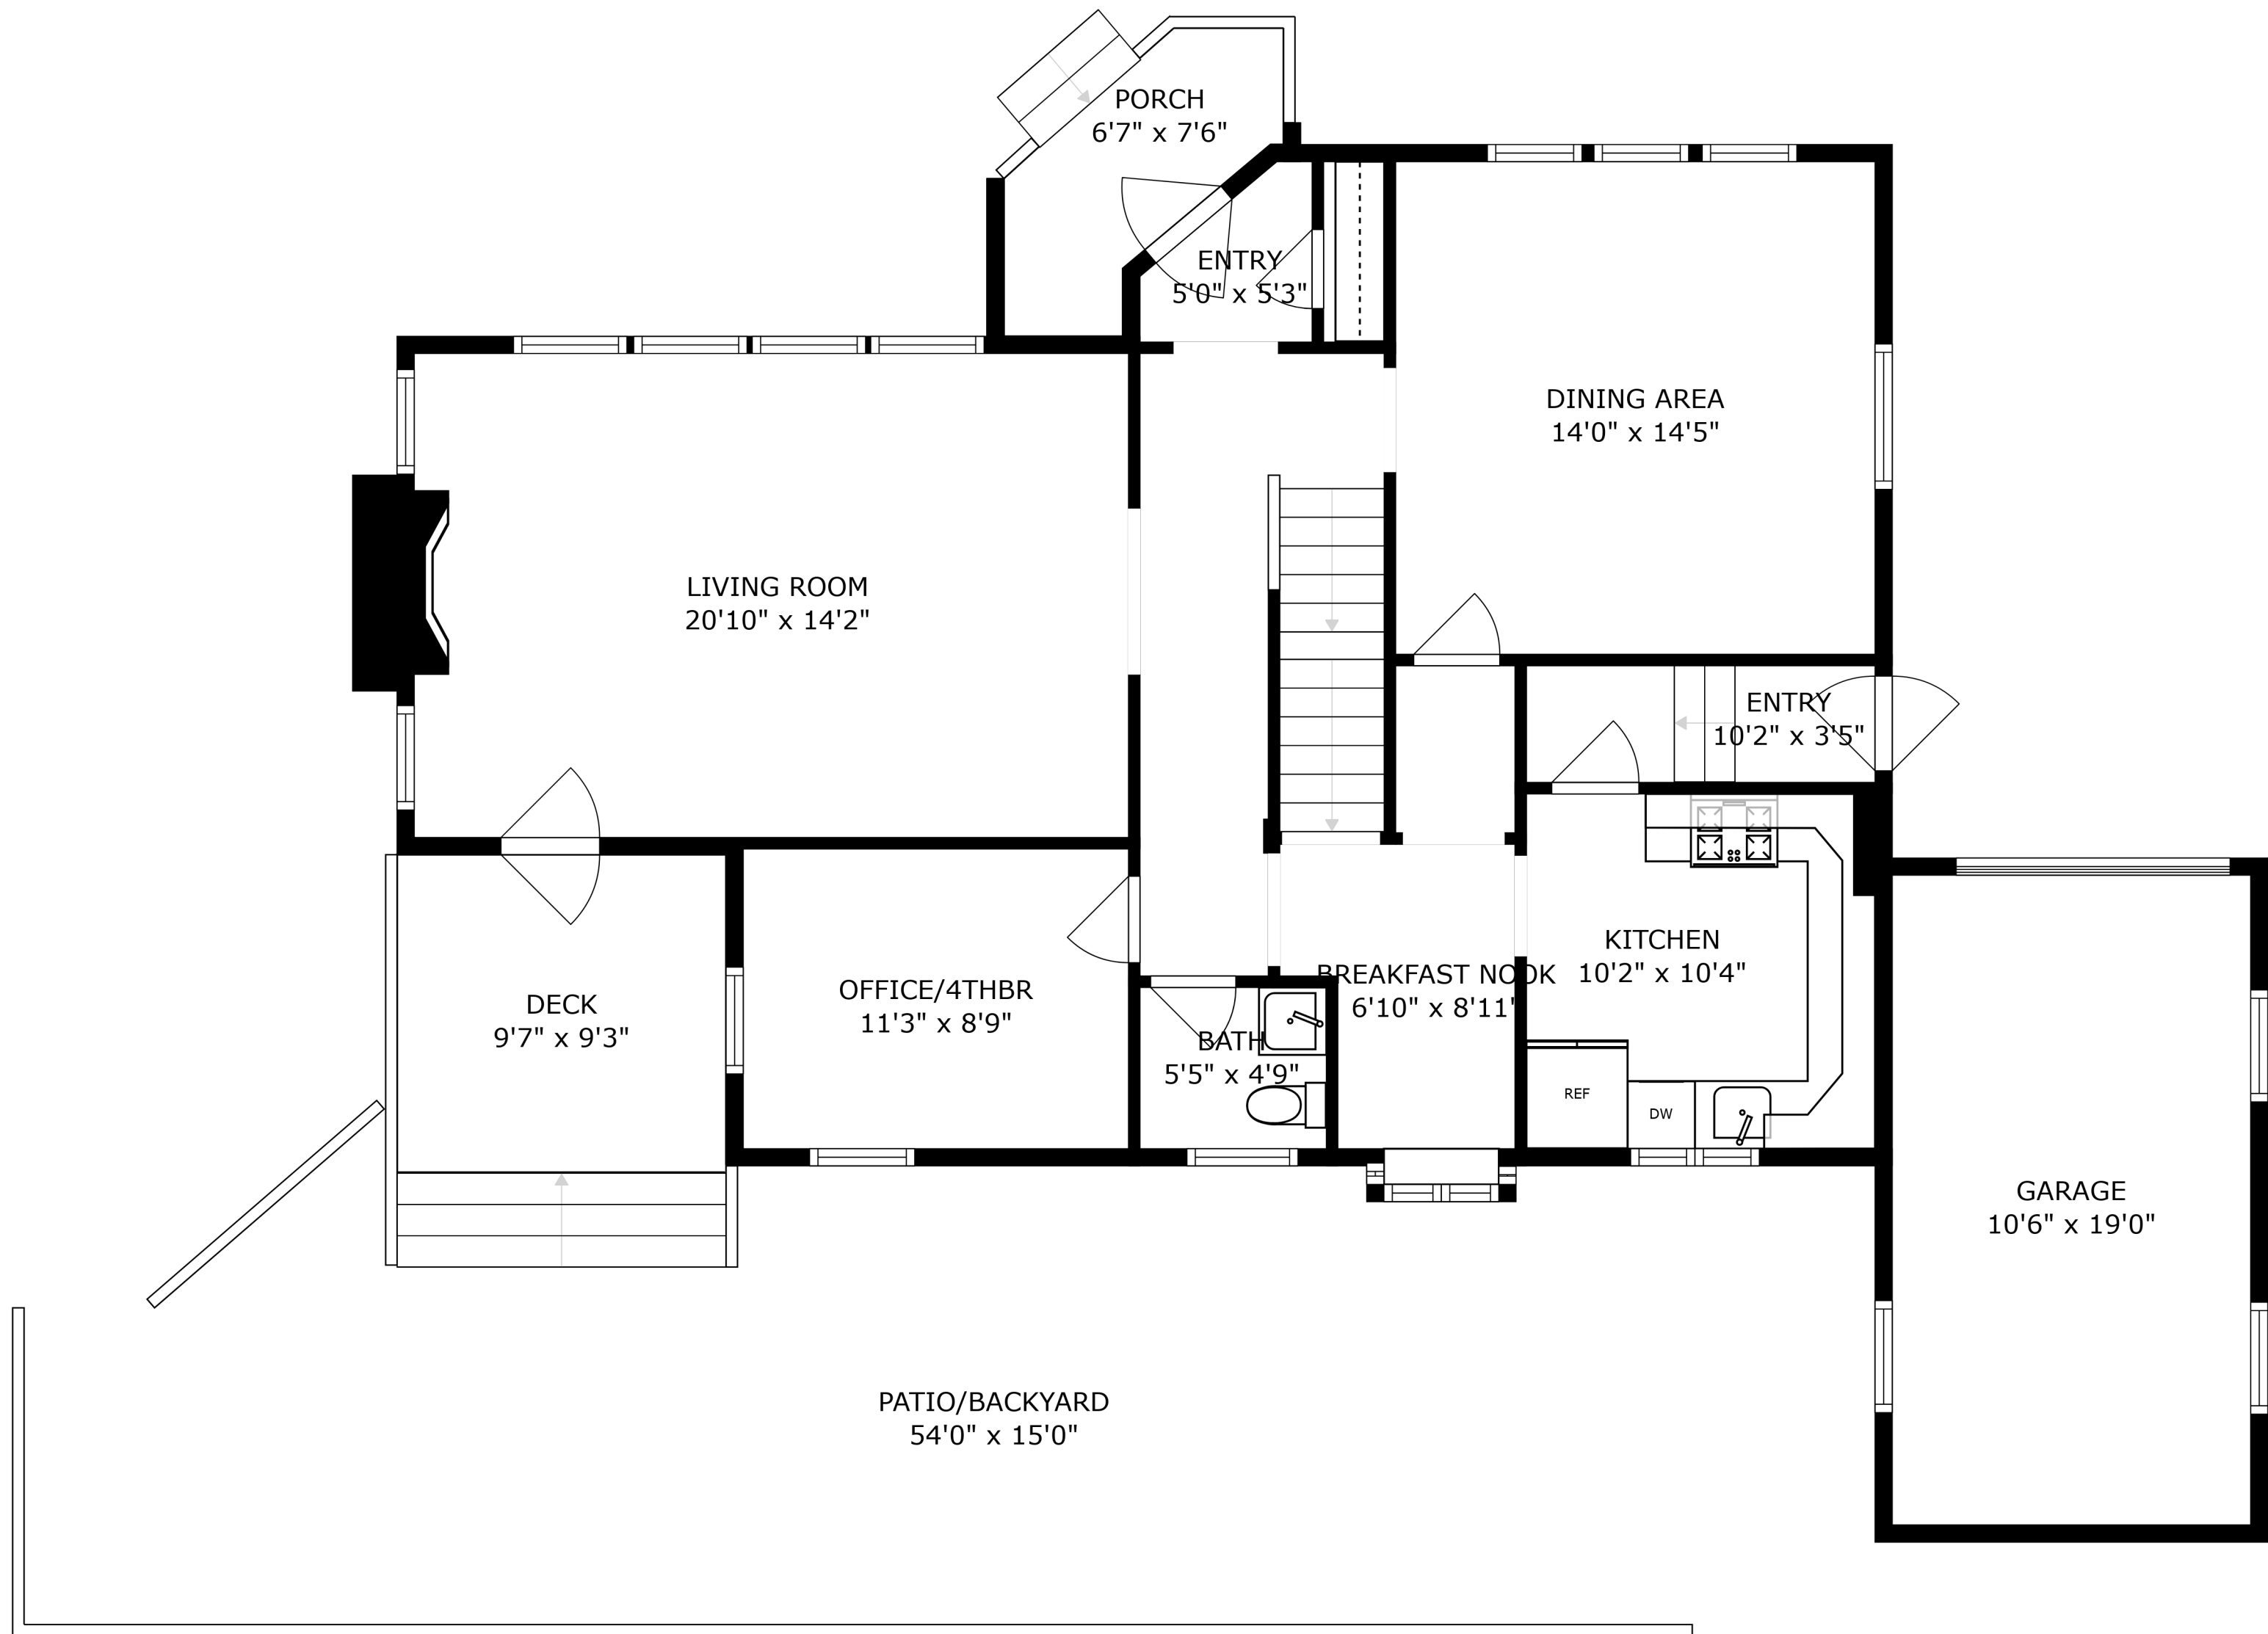 PORCH
6'7" x 7'6"
ENTRY
5'0" x 5'3"
DINING AREA
14'0" x 14'5"
LIVING ROOM
20'10" x 14'2"
ENTRY
10'2" x 3'5"
KITCHEN
10'2" x 10'4"
BREAKFAST NOOK
6'10" x 8'11"
OFFICE/4THBR
11'3" x 8'9"
DECK
9'7" x 9'3"
BATH
5'5" x 4'9"
REF
DW
GARAGE
10'6" x 19'0"
PATIO/BACKYARD
54'0" x 15'0"